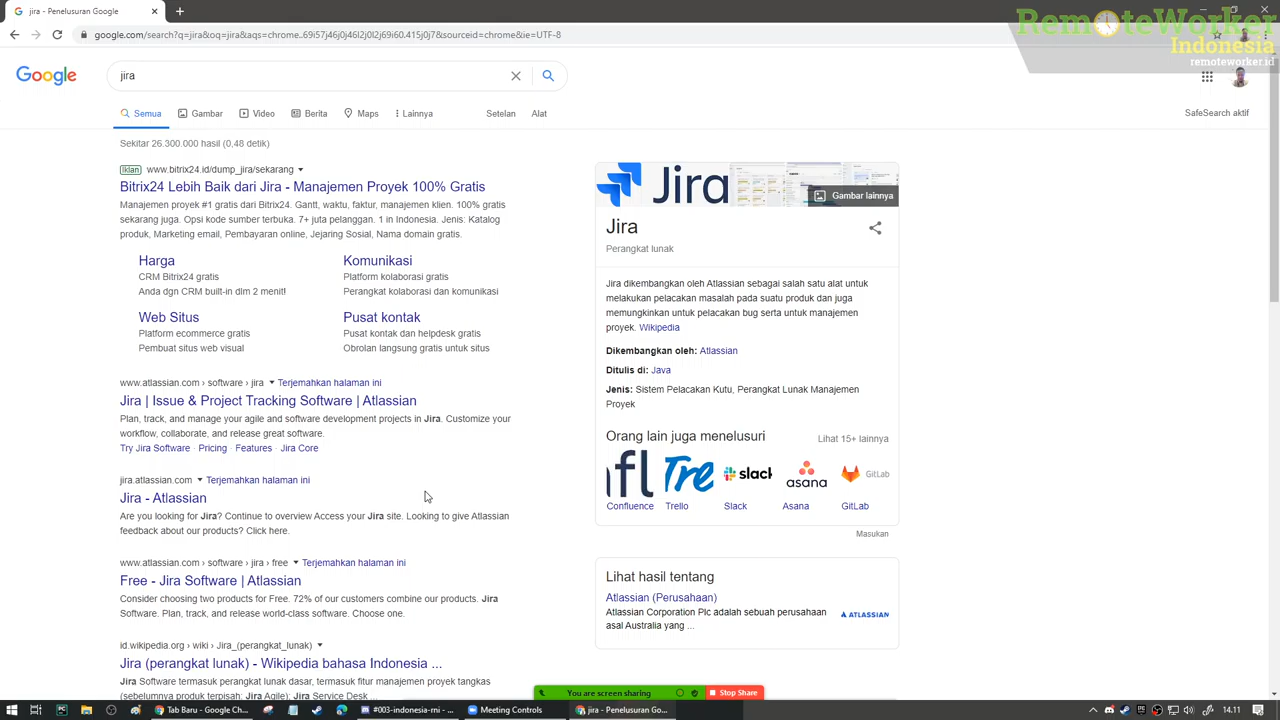 jira - Penelusuran Google
google.com/search?q=jira&oq=jira&aqs=chrome..69i57j46j0j46l2j0l2j69i60.415j0j7&sourceid=chrome&ie=UTF-8
RemoteWorker
Indonesia
remoteworker.id
Google
jira
Semua Gambar Video Berita Maps Lainnya Setelan Alat
SafeSearch aktif
Sekitar 26.300.000 hasil (0,48 detik)
Iklan www.bitrix24.id/dump_jira/sekarang
Bitrix24 Lebih Baik dari Jira - Manajemen Proyek 100% Gratis
Manajemen proyek #1 gratis dari Bitrix24. Gantt, waktu, faktur, manajemen klien. 100% gratis
sekarang juga. Opsi kode sumber terbuka. 7+ juta pelanggan. 1 in Indonesia. Jenis: Katalog
produk, Marketing email, Pembayaran online, Jejaring Sosial, Nama domain gratis.
Harga
CRM Bitrix24 gratis
Anda dgn CRM built-in dlm 2 menit!
Komunikasi
Platform kolaborasi gratis
Perangkat kolaborasi dan komunikasi
Web Situs
Platform ecommerce gratis
Pembuat situs web visual
Pusat kontak
Pusat kontak dan helpdesk gratis
Obrolan langsung gratis untuk situs
www.atlassian.com › software › jira Terjemahkan halaman ini
Jira | Issue & Project Tracking Software | Atlassian
Plan, track, and manage your agile and software development projects in Jira. Customize your
workflow, collaborate, and release great software.
Try Jira Software · Pricing · Features · Jira Core
jira.atlassian.com Terjemahkan halaman ini
Jira - Atlassian
Are you looking for Jira? Continue to overview Access your Jira site. Looking to give Atlassian
feedback about our products? Click here.
www.atlassian.com › software › jira › free Terjemahkan halaman ini
Free - Jira Software | Atlassian
Consider choosing two products for Free. 72% of our customers combine our products. Jira
Software. Plan, track, and release world-class software. Choose one.
id.wikipedia.org › wiki › Jira_(perangkat_lunak)
Jira (perangkat lunak) - Wikipedia bahasa Indonesia ...
Jira Software termasuk perangkat lunak dasar, termasuk fitur manajemen proyek tangkas
(sebelumnya produk terpisah: Jira Agile); Jira Service Desk ...
Jira
Gambar lainnya
Jira
Perangkat lunak
Jira dikembangkan oleh Atlassian sebagai salah satu alat untuk
melakukan pelacakan masalah pada suatu produk dan juga
memungkinkan untuk pelacakan bug serta untuk manajemen
proyek. Wikipedia
Dikembangkan oleh: Atlassian
Ditulis di: Java
Jenis: Sistem Pelacakan Kutu, Perangkat Lunak Manajemen
Proyek
Orang lain juga menelusuri
Lihat 15+ lainnya
nfl Tre slack asana GitLab
Confluence Trello Slack Asana GitLab
Masukan
Lihat hasil tentang
Atlassian (Perusahaan)
Atlassian Corporation Plc adalah sebuah perusahaan
asal Australia yang ...
ATLASSIAN
You are screen sharing
Stop Share
Tab Baru - Google Ch...
#003-indonesia-rni - ...
Meeting Controls
jira - Penelusuran Go...
14.11